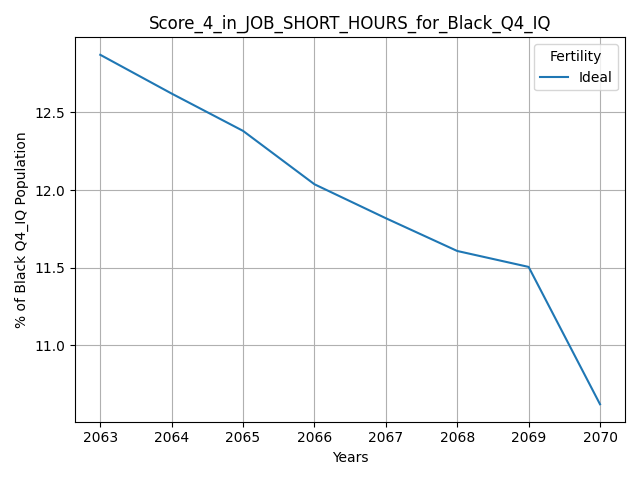 Score_4_in_JOB_SHORT_HOURS_for_Black_Q4_IQ
Fertility
Ideal
% of Black Q4_IQ Population
12.5
12.0
11.5
11.0
2063 2064 2065 2066 2067 2068 2069 2070
Years